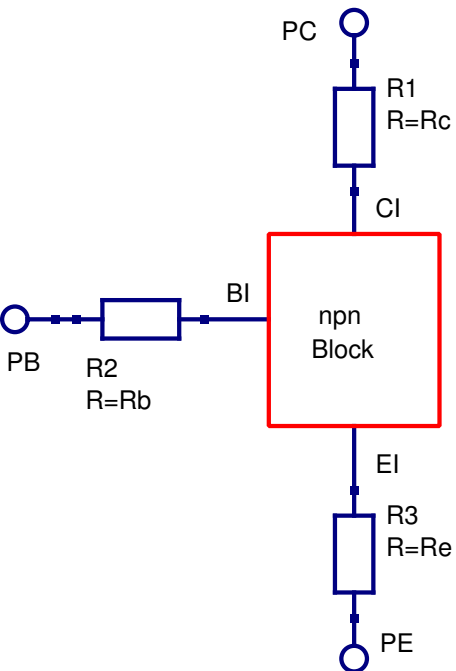 PC
R1
R=Rc
CI
BI
npn
Block
PB
R2
R=Rb
EI
R3
R=Re
PE